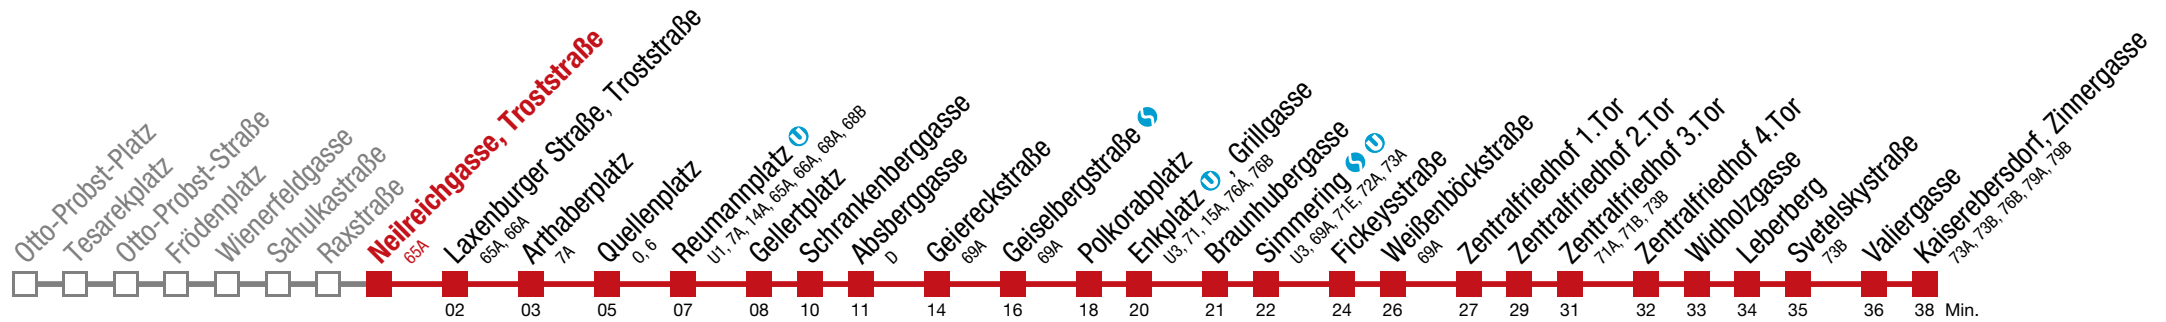 Otto-Probst-Platz
Tesarekplatz
Otto-Probst-Straße
Frödenplatz
Wienerfeldgasse
Sahulkastraße
Raxstraße
Neilreichgasse, Troststraße
65A
Laxenburger Straße, Troststraße
65A, 66A
Arthaberplatz
7A
Quellenplatz
O, 6
Reumannplatz U
U1, 7A, 14A, 65A, 66A, 68A, 68B
Gellertplatz
Schrankenberggasse
Absberggasse
D
Geiereckstraße
69A
Geiselbergstraße S
69A
Polkorabplatz
Enkplatz U, Grillgasse
U3, 71, 15A, 76A, 76B
Braunhubergasse
Simmering S U
U3, 69A, 71E, 72A, 73A
Fickeysstraße
Weißenböckstraße
69A
Zentralfriedhof 1.Tor
Zentralfriedhof 2.Tor
Zentralfriedhof 3.Tor
71A, 71B, 73B
Zentralfriedhof 4.Tor
Widholzgasse
Leberberg
Svetelskystraße
73B
Valiergasse
Kaiserebersdorf, Zinnergasse
73A, 73B, 76B, 79A, 79B
02 03 05 07 08 10 11 14 16 18 20 21 22 24 26 27 29 31 32 33 34 35 36 38 Min.